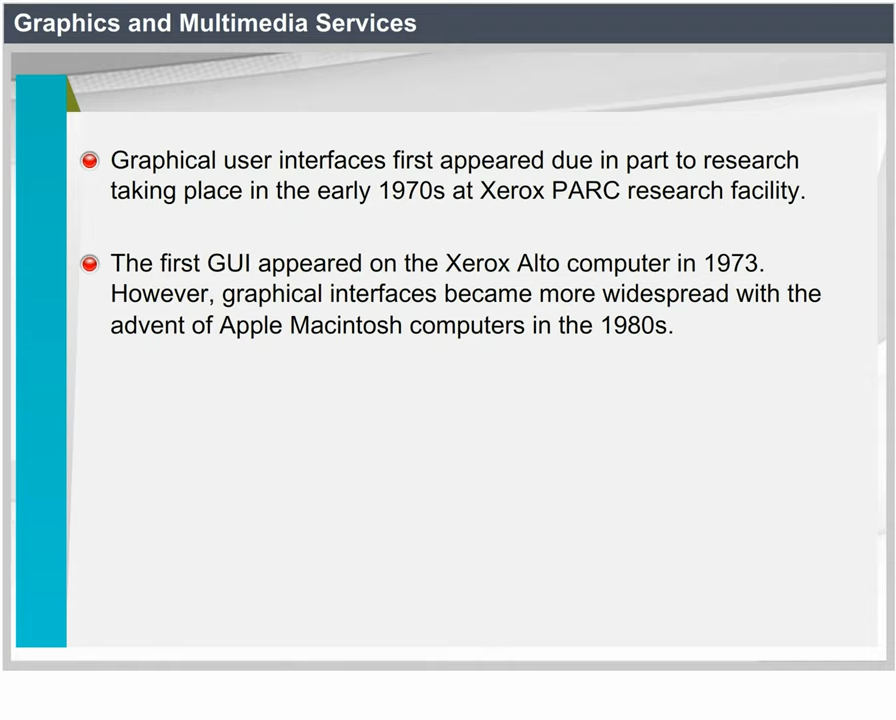 Graphics and Multimedia Services
Graphical user interfaces first appeared due in part to research
taking place in the early 1970s at Xerox PARC research facility.
The first GUI appeared on the Xerox Alto computer in 1973.
However, graphical interfaces became more widespread with the
advent of Apple Macintosh computers in the 1980s.